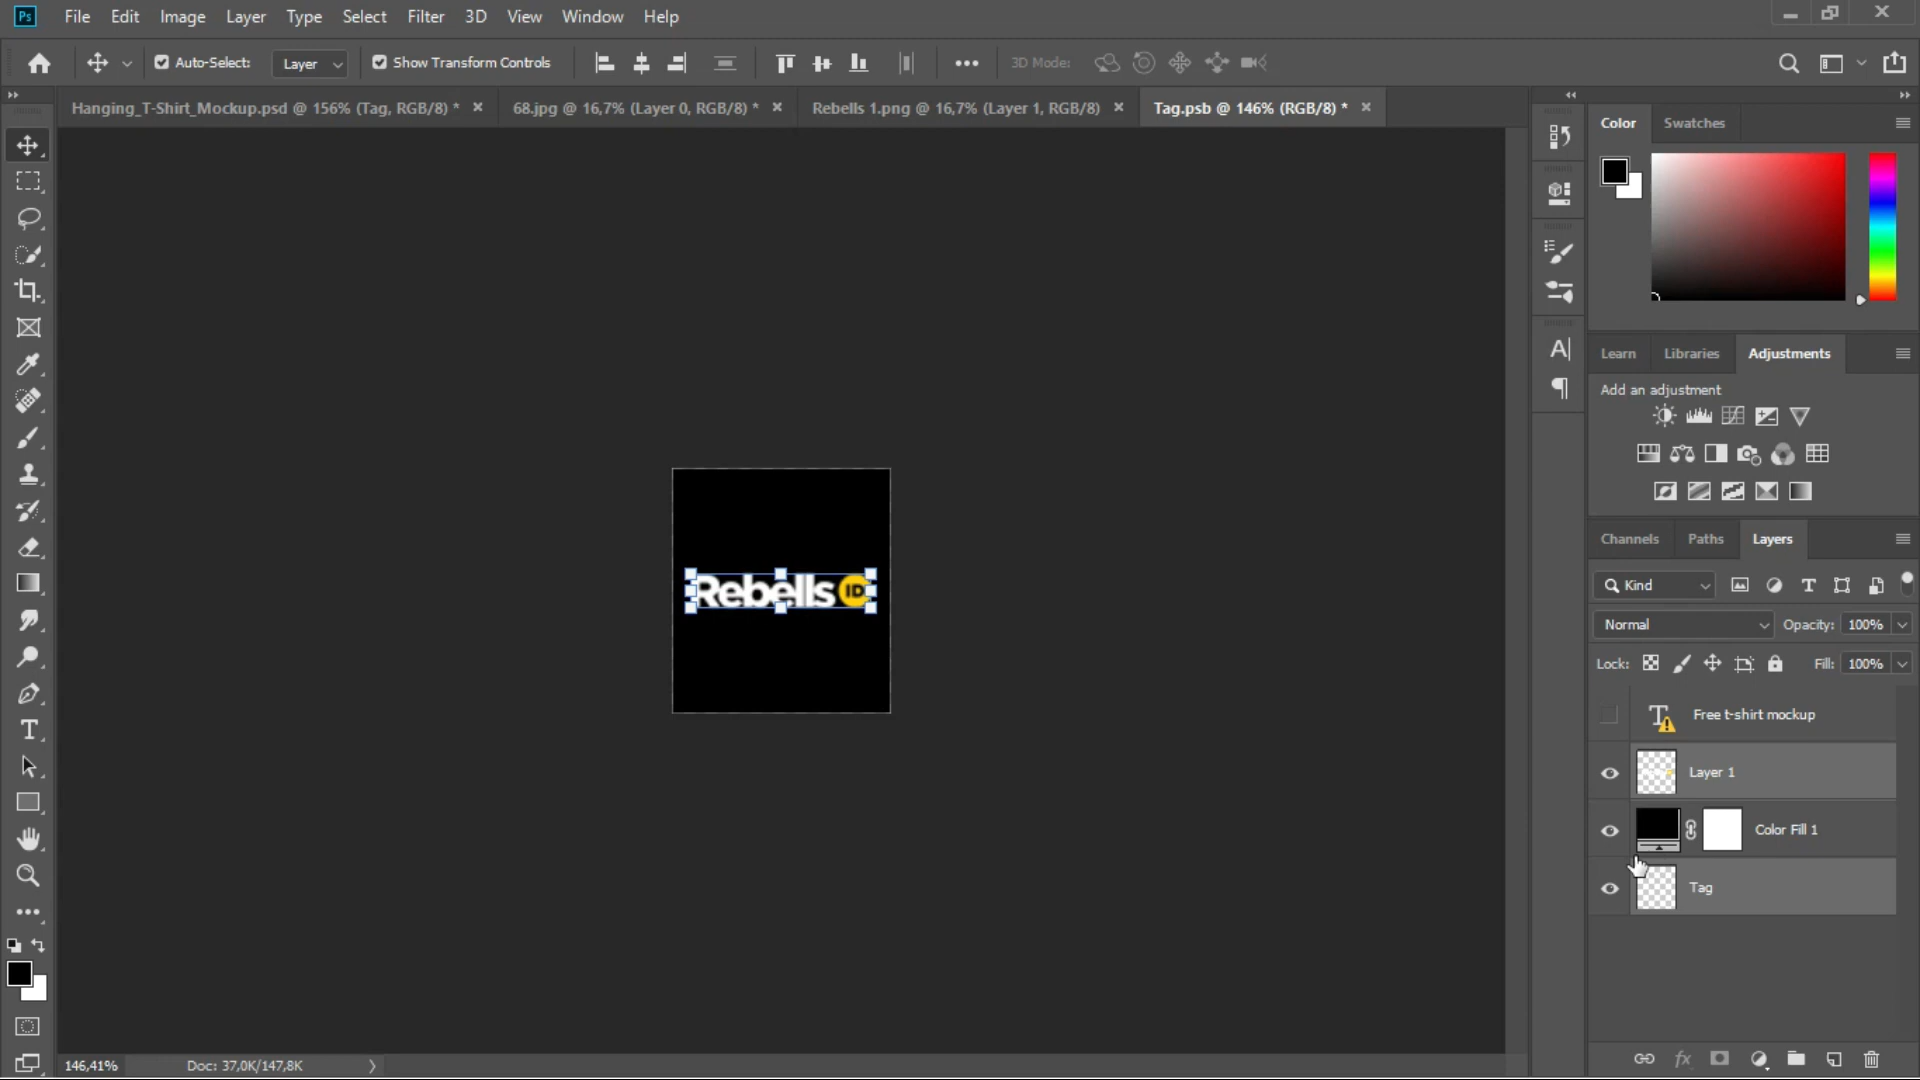 Ps File Edit Image Layer Type Select Filter 3D View Window Help
Auto-Select: Layer Show Transform Controls 3D Mode:
Hanging_T-Shirt_Mockup.psd @ 156% (Tag, RGB/8) * 68.jpg @ 16,7% (Layer 0, RGB/8) * Rebells 1.png @ 16,7% (Layer 1, RGB/8) Tag.psb @ 146% (RGB/8) *
Color Swatches
Learn Libraries Adjustments
Add an adjustment
Channels Paths Layers
Kind
Normal Opacity: 100%
Lock: Fill: 100%
Free t-shirt mockup
Layer 1
Color Fill 1
Tag
Rebells ID
146,41% Doc: 37,0K/147,8K